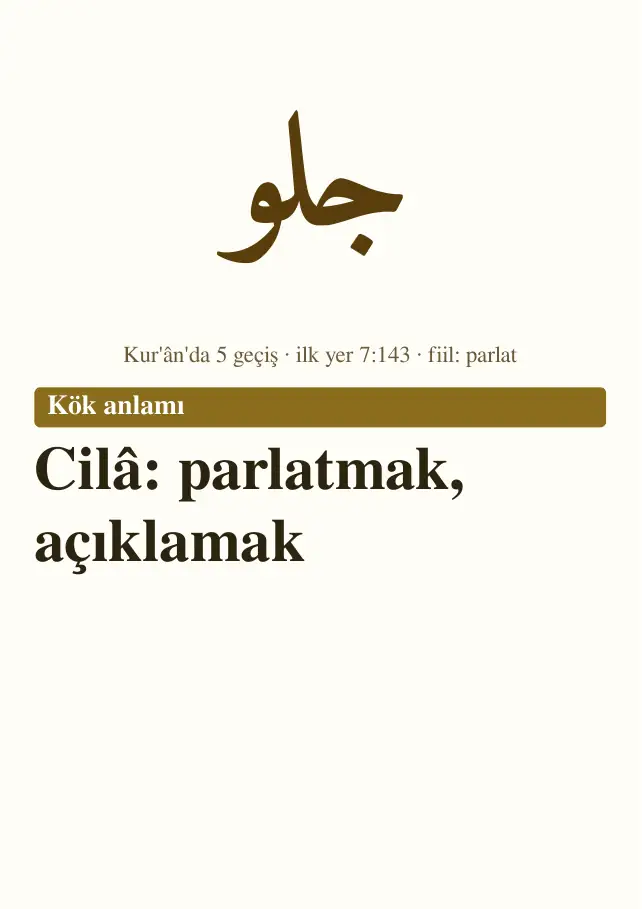 جلو
Kur'ân'da 5 geçiş · ilk yer 7:143 · fiil: parlat
Kök anlamı
Cilâ: parlatmak,
açıklamak